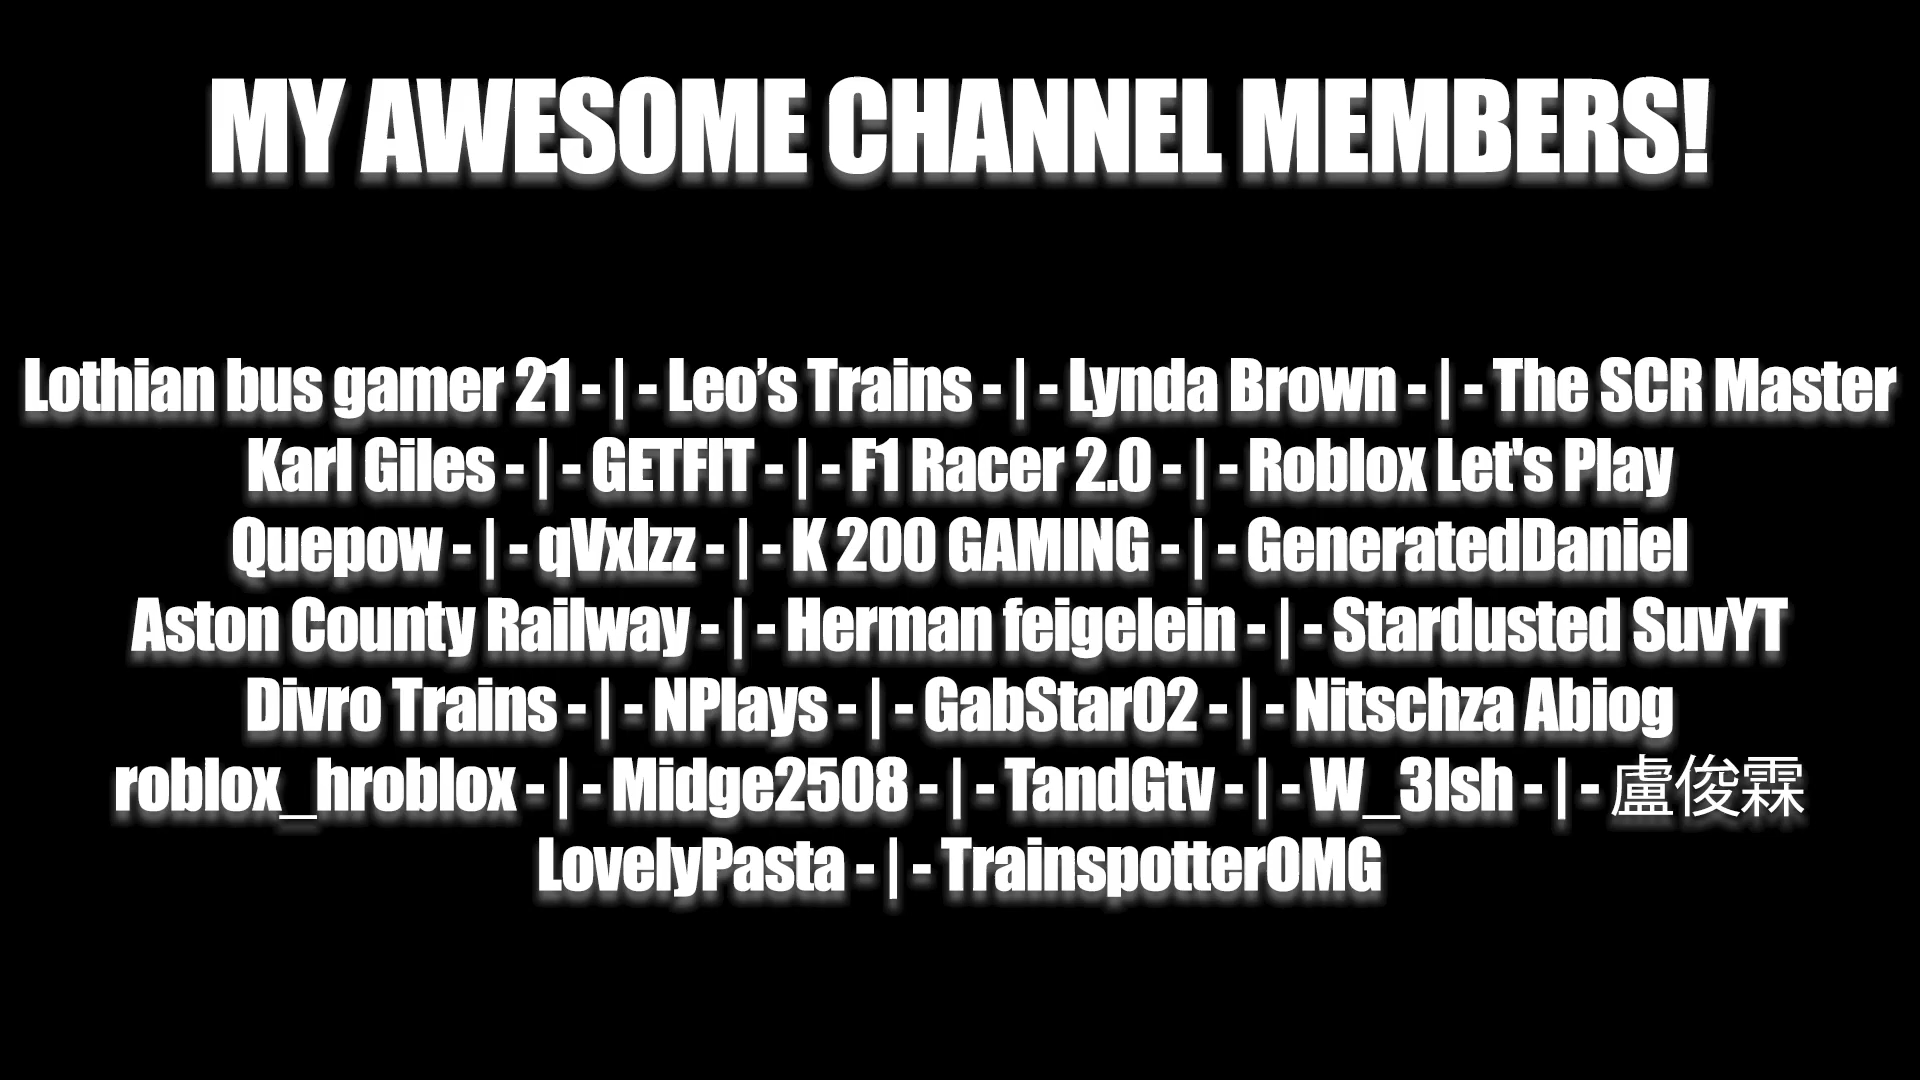 MY AWESOME CHANNEL MEMBERS!
Lothian bus gamer 21 - | - Leo’s Trains - | - Lynda Brown - | - The SCR Master
Karl Giles - | - GETFIT - | - F1 Racer 2.0 - | - Roblox Let's Play
Quepow - | - qVxlzz - | - K 200 GAMING - | - GeneratedDaniel
Aston County Railway - | - Herman feigelein - | - Stardusted SuvYT
Divro Trains - | - NPlays - | - GabStar02 - | - Nitschza Abiog
roblox_hroblox - | - Midge2508 - | - TandGtv - | - W_3lsh - | - 盧俊霖
LovelyPasta - | - TrainspotterOMG